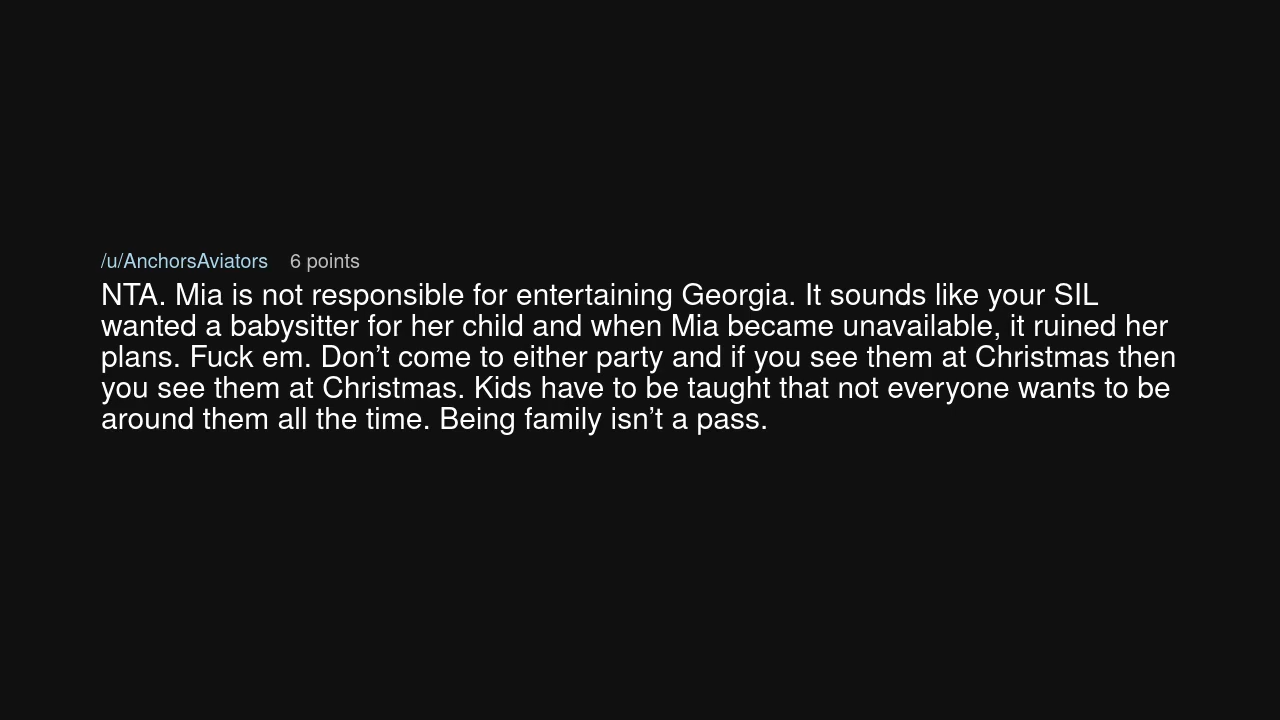 /u/AnchorsAviators 6 points
NTA. Mia is not responsible for entertaining Georgia. It sounds like your SIL
wanted a babysitter for her child and when Mia became unavailable, it ruined her
plans. Fuck em. Don’t come to either party and if you see them at Christmas then
you see them at Christmas. Kids have to be taught that not everyone wants to be
around them all the time. Being family isn’t a pass.